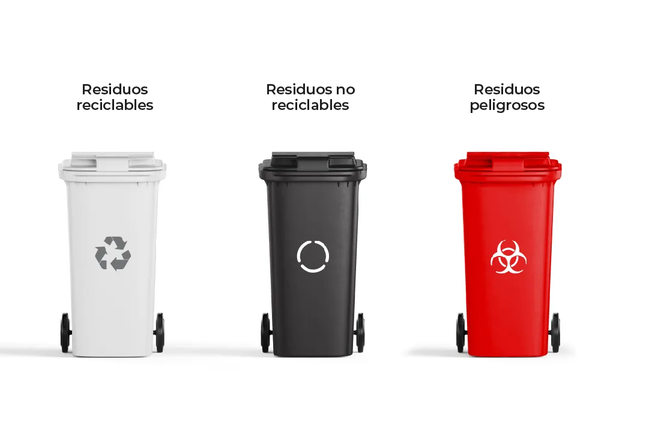 Residuos
reciclables
Residuos no
reciclables
Residuos
peligrosos